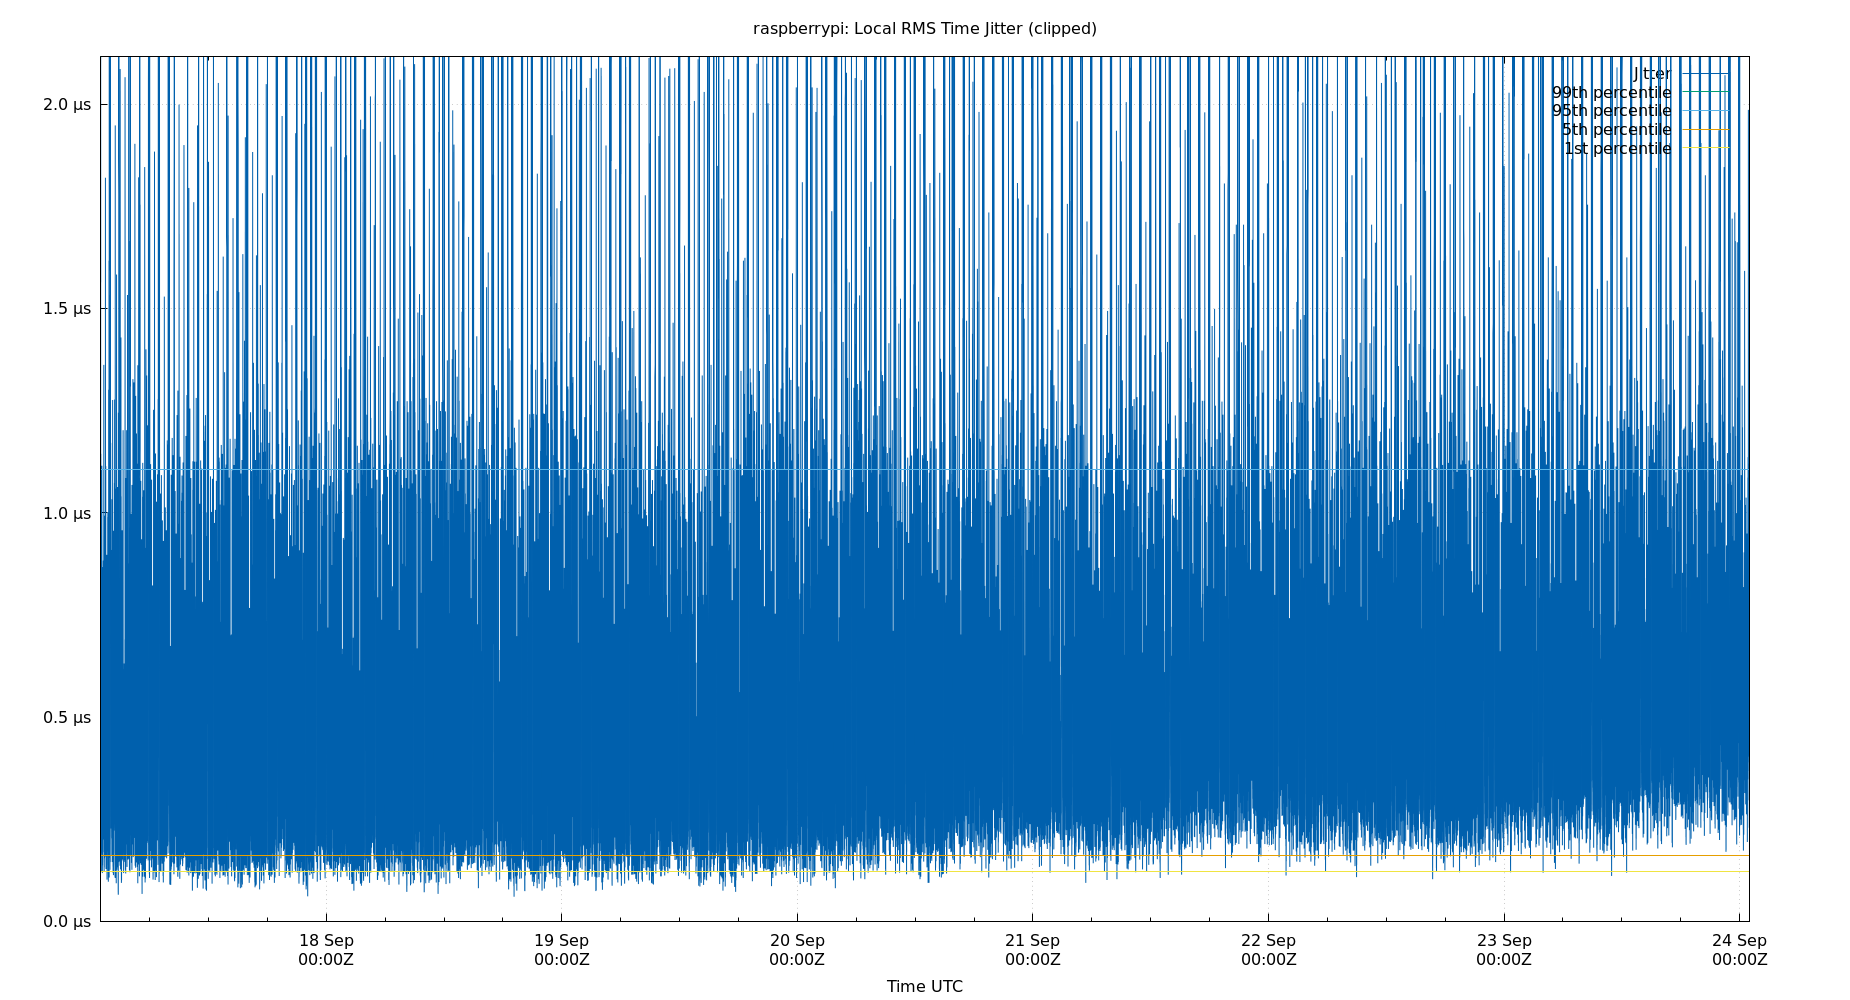 raspberrypi: Local RMS Time Jitter (clipped)
Jitter
99th percentile
95th percentile
5th percentile
1st percentile
2.0 µs
1.5 µs
1.0 µs
0.5 µs
0.0 µs
18 Sep
00:00Z
19 Sep
00:00Z
20 Sep
00:00Z
21 Sep
00:00Z
22 Sep
00:00Z
23 Sep
00:00Z
24 Sep
00:00Z
Time UTC